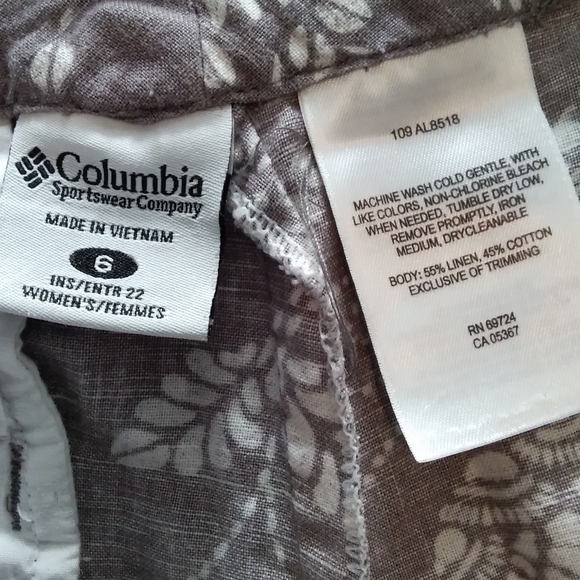 Columbia
Sportswear Company
MADE IN VIETNAM
6
INS/ENTR 22
WOMEN'S/FEMMES
109 AL8518
MACHINE WASH COLD GENTLE, WITH
LIKE COLORS, NON-CHLORINE BLEACH
WHEN NEEDED, TUMBLE DRY LOW,
REMOVE PROMPTLY, IRON
MEDIUM, DRYCLEANABLE
BODY: 55% LINEN, 45% COTTON
EXCLUSIVE OF TRIMMING
RN 69724
CA 05367